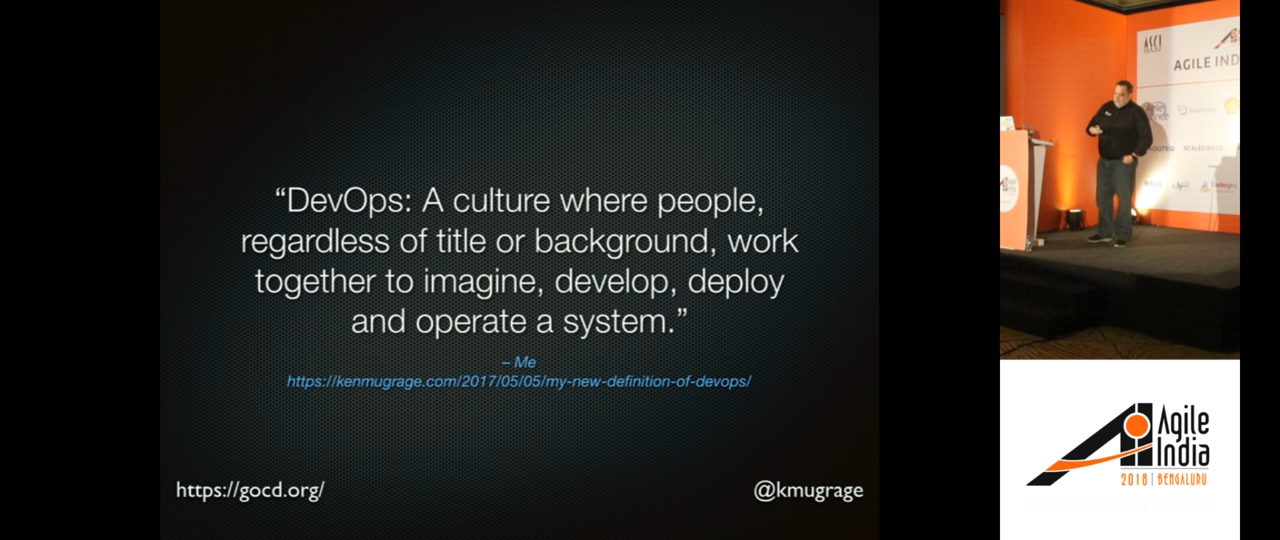 “DevOps: A culture where people,
regardless of title or background, work
together to imagine, develop, deploy
and operate a system.”
– Me
https://kenmugrage.com/2017/05/05/my-new-definition-of-devops/
https://gocd.org/
@kmugrage
ASCI
AGILE IND
Agile
India
2018 | BENGALURU